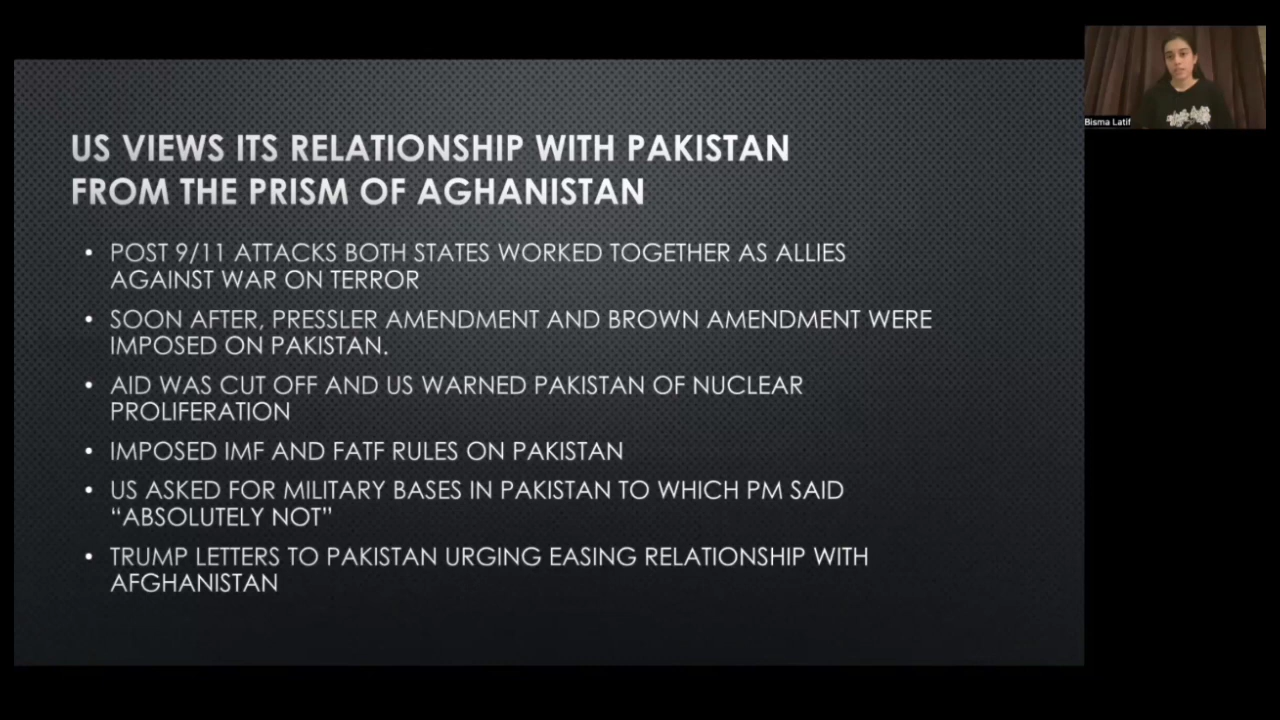 US VIEWS ITS RELATIONSHIP WITH PAKISTAN
FROM THE PRISM OF AGHANISTAN
• POST 9/11 ATTACKS BOTH STATES WORKED TOGETHER AS ALLIES
AGAINST WAR ON TERROR
• SOON AFTER, PRESSLER AMENDMENT AND BROWN AMENDMENT WERE
IMPOSED ON PAKISTAN.
• AID WAS CUT OFF AND US WARNED PAKISTAN OF NUCLEAR
PROLIFERATION
• IMPOSED IMF AND FATF RULES ON PAKISTAN
• US ASKED FOR MILITARY BASES IN PAKISTAN TO WHICH PM SAID
“ABSOLUTELY NOT”
• TRUMP LETTERS TO PAKISTAN URGING EASING RELATIONSHIP WITH
AFGHANISTAN
Bisma Latif